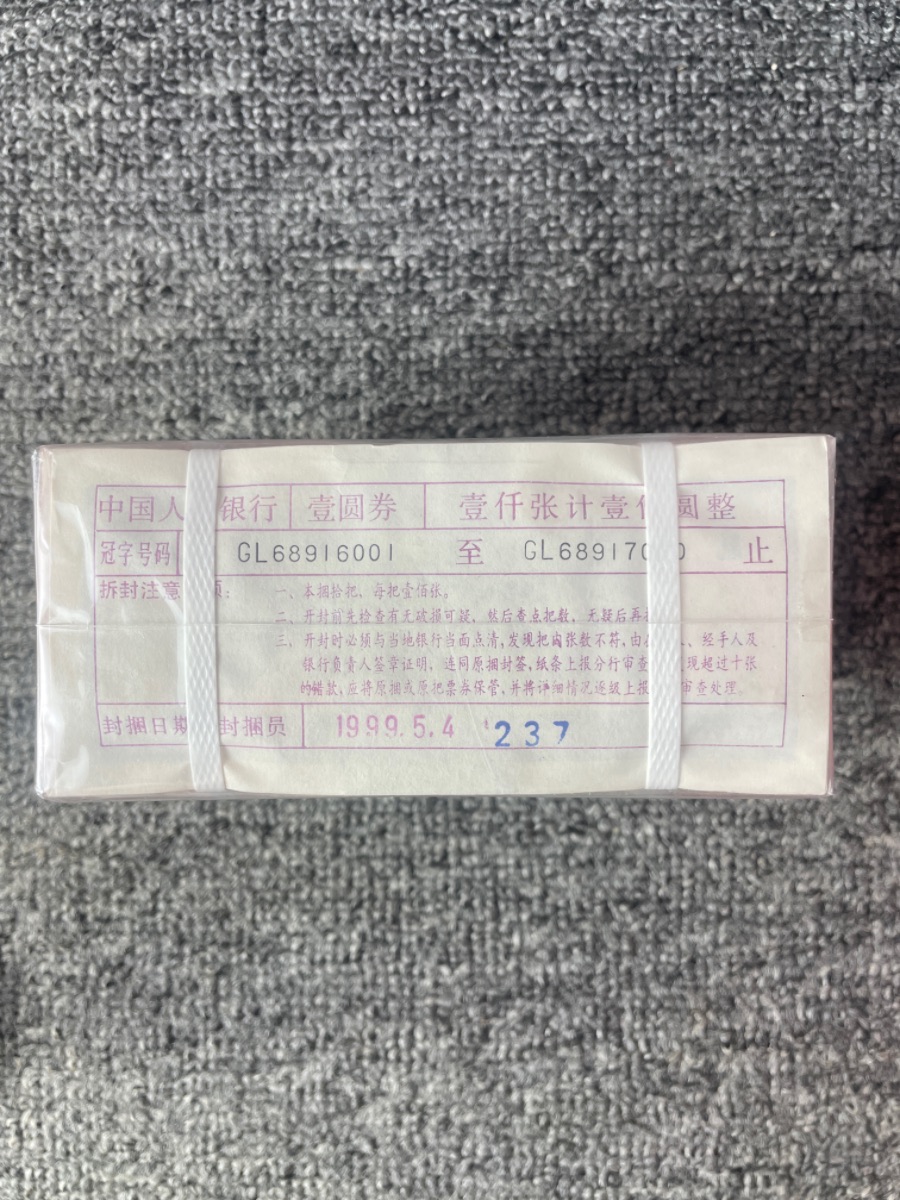 中国人 银行 壹圆券 壹仟张计壹仟圆整
冠字号码 GL68916001 至 GL689170 0 止
拆封注意 项： 一、本捆拾把、每把壹佰张。
二、开封前先检查有无破损可疑，然后查点把数，无疑后再
三、开封时必须与当地银行当面点清,发现把内张数不符,由 、经手人及
银行负责人签章证明，连同原捆封签,纸条上报分行审查 现超过十张
的错款,应将原捆或原把票券保管,并将详细情况逐级上报 审查处理。
封捆日期 封捆员 1999.5.4 237